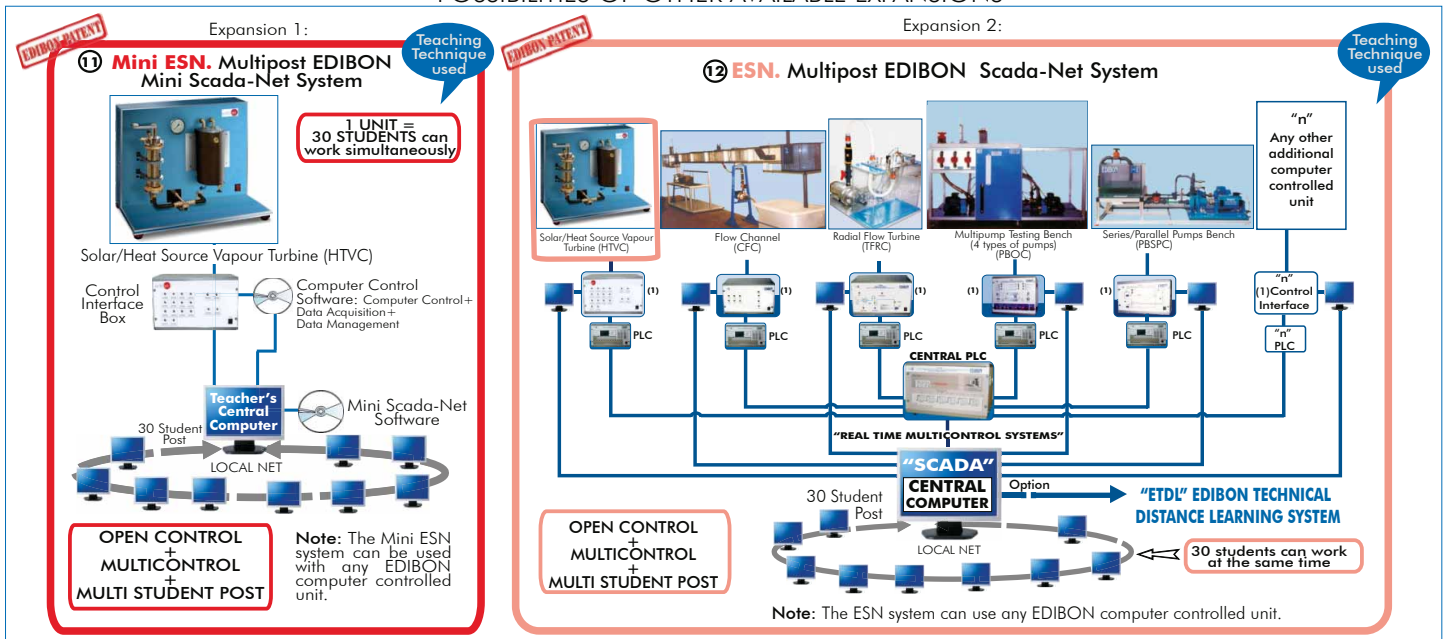 POSSIBILITIES OF OTHER AVAILABLE EXPANSIONS
Expansion 1:
EDIBON-PATENT
Teaching
Technique
used
11 Mini ESN. Multipost EDIBON
Mini Scada-Net System
1 UNIT =
30 STUDENTS can
work simultaneously
Solar/Heat Source Vapour Turbine (HTVC)
Control
Interface
Box
Computer Control
Software: Computer Control+
Data Acquisition+
Data Management
Teacher's
Central
Computer
Mini Scada-Net
Software
30 Student
Post
LOCAL NET
OPEN CONTROL
+
MULTICONTROL
+
MULTI STUDENT POST
Note: The Mini ESN
system can be used
with any EDIBON
computer controlled
unit.
Expansion 2:
EDIBON-PATENT
Teaching
Technique
used
12 ESN. Multipost EDIBON Scada-Net System
Solar/Heat Source Vapour
Turbine (HTVC)
Flow Channel
(CFC)
Radial Flow Turbine
(TFRC)
Multipump Testing Bench
(4 types of pumps)
(PBOC)
Series/Parallel Pumps Bench
(PBSPC)
"n"
Any other
additional
computer
controlled
unit
(1)
(1)
(1)
(1)
(1)
"n"
(1)Control
Interface
PLC
PLC
PLC
PLC
PLC
"n"
PLC
CENTRAL PLC
"REAL TIME MULTICONTROL SYSTEMS"
"SCADA"
CENTRAL
COMPUTER
Option
"ETDL" EDIBON TECHNICAL
DISTANCE LEARNING SYSTEM
30 Student
Post
LOCAL NET
30 students can work
at the same time
OPEN CONTROL
+
MULTICONTROL
+
MULTI STUDENT POST
Note: The ESN system can use any EDIBON computer controlled unit.